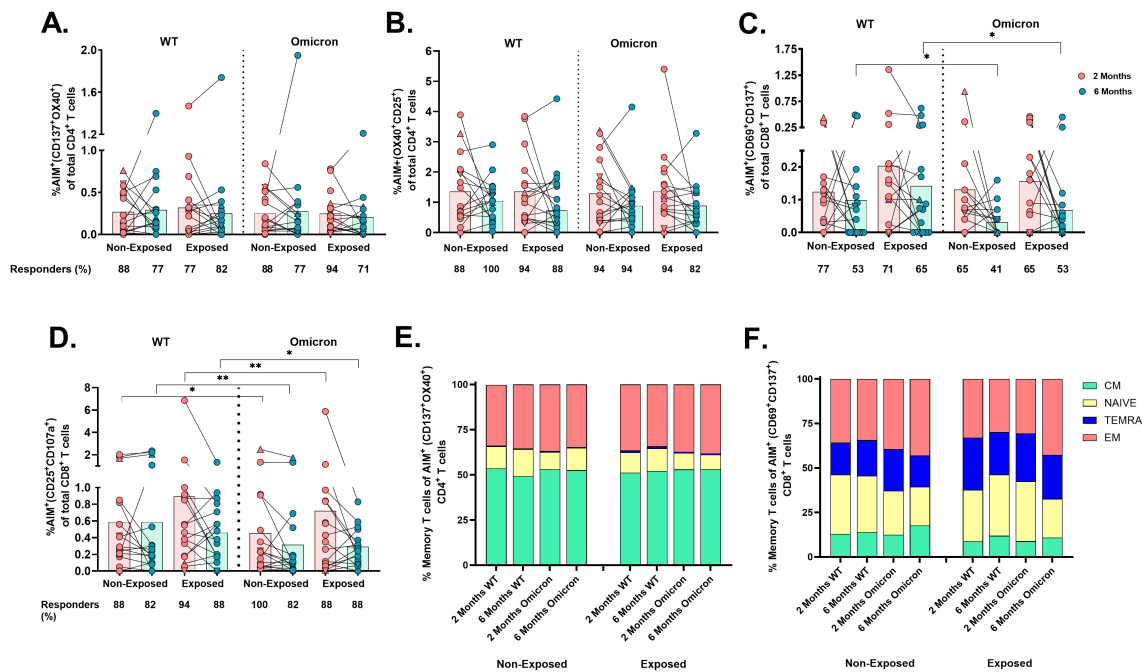 A.
WT
Omicron
%AIM⁺(CD137⁺OX40⁺)
of total CD4⁺ T cells
2.0
1.6
1.2
1.0
0.5
0.0
Non-Exposed
Exposed
Non-Exposed
Exposed
Responders (%)
88
77
77
82
88
77
94
71
B.
WT
Omicron
%AIM⁺+(OX40⁺CD25⁺)
of total CD4⁺ T cells
6
5
4
3
2
1
0
Non-Exposed
Exposed
Non-Exposed
Exposed
88
100
94
88
94
94
94
82
C.
WT
Omicron
*
*
%AIM⁺(CD69⁺CD137⁺)
of total CD8⁺ T cells
1.75
1.25
0.75
0.25
0.2
0.1
0.0
2 Months
6 Months
Non-Exposed
Exposed
Non-Exposed
Exposed
77
53
71
65
65
41
65
53
D.
WT
Omicron
*
**
**
*
%AIM⁺(CD25⁺CD107a⁺)
of total CD8⁺ T cells
8
6
4
2
1.0
0.8
0.6
0.4
0.2
0.0
Non-Exposed
Exposed
Non-Exposed
Exposed
Responders
(%)
88
82
94
88
100
82
88
88
E.
% Memory T cells of AIM⁺ (CD137⁺OX40⁺)
CD4⁺ T cells
100
75
50
25
0
2 Months WT
6 Months WT
2 Months Omicron
6 Months Omicron
2 Months WT
6 Months WT
2 Months Omicron
6 Months Omicron
Non-Exposed
Exposed
F.
% Memory T cells of AIM⁺ (CD69⁺CD137⁺)
CD8⁺ T cells
100
75
50
25
0
CM
NAIVE
TEMRA
EM
2 Months WT
6 Months WT
2 Months Omicron
6 Months Omicron
2 Months WT
6 Months WT
2 Months Omicron
6 Months Omicron
Non-Exposed
Exposed